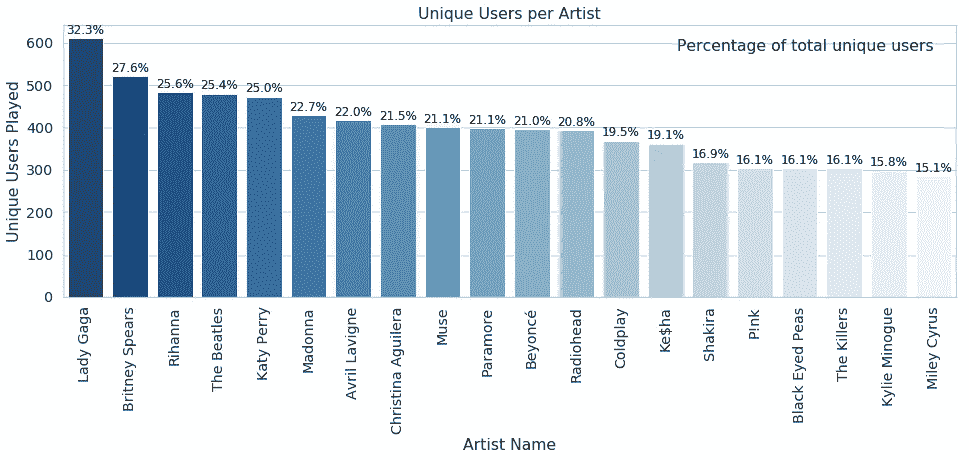 Unique Users per Artist
Percentage of total unique users
Unique Users Played
600
500
400
300
200
100
0
32.3%
27.6%
25.6%
25.4%
25.0%
22.7%
22.0%
21.5%
21.1%
21.1%
21.0%
20.8%
19.5%
19.1%
16.9%
16.1%
16.1%
16.1%
15.8%
15.1%
Lady Gaga
Britney Spears
Rihanna
The Beatles
Katy Perry
Madonna
Avril Lavigne
Christina Aguilera
Muse
Paramore
Beyoncé
Radiohead
Coldplay
Ke$ha
Shakira
P!nk
Black Eyed Peas
The Killers
Kylie Minogue
Miley Cyrus
Artist Name